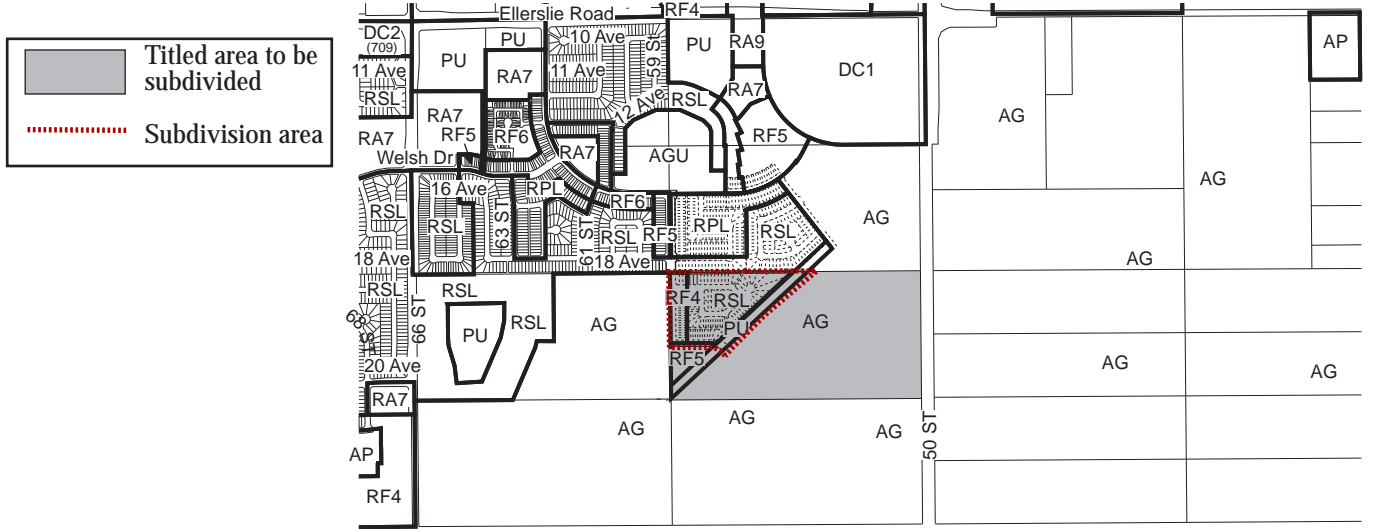 Titled area to be
subdivided
Subdivision area
Ellerslie Road
RF4
DC2
(709)
PU
10 Ave
59 St
PU
RA9
AP
PU
11 Ave
RA7
11 Ave
DC1
RSL
RA7
12 Ave
RSL
RA7
AG
RA7
RF5
RF6
RF5
RA7
Welsh Dr
RA7
AGU
AG
16 Ave
RPL
RSL
RF6
AG
RSL
63 ST
61 ST
RSL
RF5
RPL
RSL
18 Ave
18 Ave
AG
RSL
RSL
66 ST
RF4
RSL
68 ST
PU
RSL
AG
PU
AG
20 Ave
RF5
AG
AG
RA7
AG
AG
AG
50 ST
AP
RF4